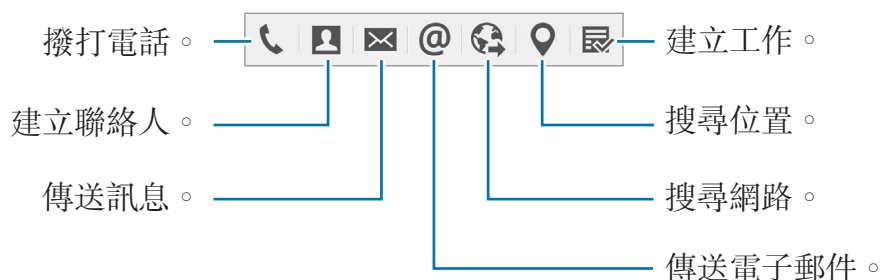 撥打電話。
建立工作。
建立聯絡人。
搜尋位置。
傳送訊息。
搜尋網路。
傳送電子郵件。